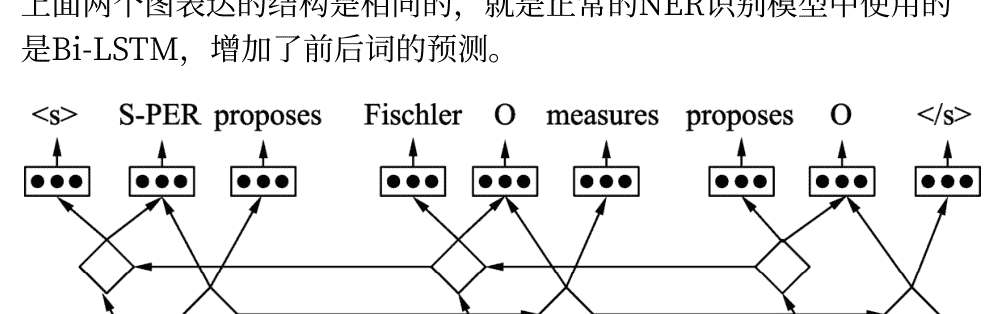 上面两个图表达的结构是相同的，就是正常的NER识别模型中使用的
是Bi-LSTM，增加了前后词的预测。
<s> S-PER proposes Fischler O measures proposes O </s>